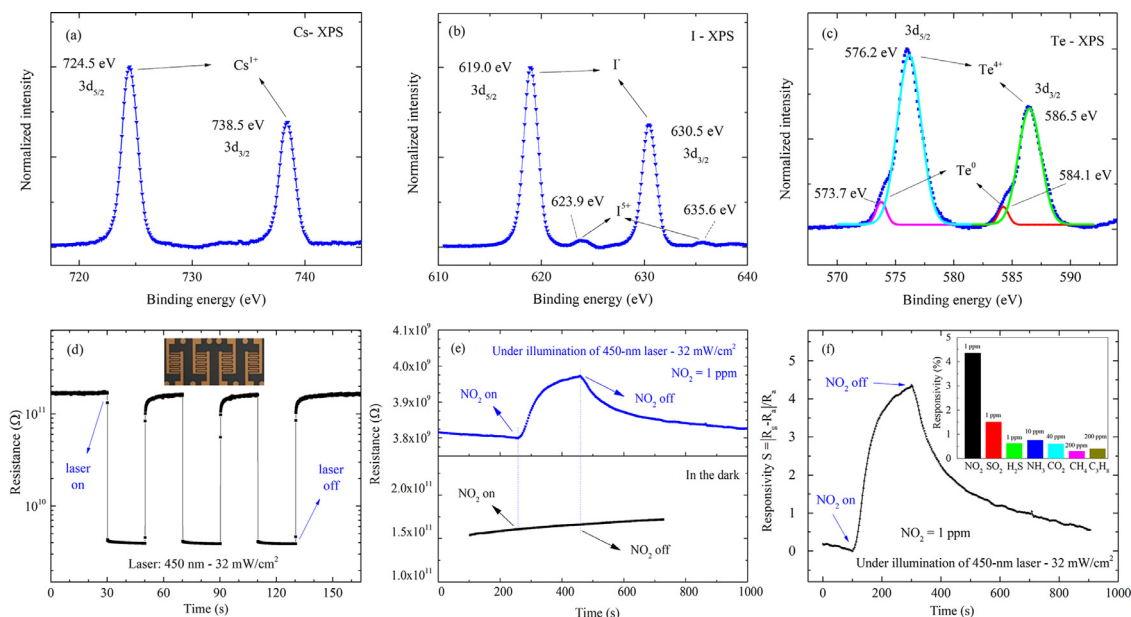 (a)
Cs- XPS
724.5 eV
3d5/2
Cs1+
738.5 eV
3d3/2
Normalized intensity
720
740
Binding energy (eV)
(b)
I - XPS
619.0 eV
3d5/2
I-
630.5 eV
3d3/2
623.9 eV
I5+
635.6 eV
Normalized intensity
610
620
630
640
Binding energy (eV)
(c)
3d5/2
Te - XPS
576.2 eV
Te4+
3d3/2
586.5 eV
Te0
573.7 eV
584.1 eV
Normalized intensity
570
575
580
585
590
Binding energy (eV)
(d)
10¹¹
10¹⁰
Resistance (Ω)
laser
on
laser
off
Laser: 450 nm - 32 mW/cm²
0
30
60
90
120
150
Time (s)
(e)
4.1x10⁹
4.0x10⁹
3.9x10⁹
3.8x10⁹
Under illumination of 450-nm laser - 32 mW/cm²
NO2 = 1 ppm
NO2 on
NO2 off
Resistance (Ω)
In the dark
2.0x10¹¹
1.5x10¹¹
1.0x10¹¹
NO2 on
NO2 off
0
200
400
600
800
1000
Time (s)
(f)
5
4
3
2
1
0
Responsivity S = |Rg-Ra|/Ra
NO2 off
NO2 on
NO2 = 1 ppm
Under illumination of 450-nm laser - 32 mW/cm²
Responsivity (%)
5
4
3
2
1
0
1 ppm
1 ppm
1 ppm
10 ppm
40 ppm
200 ppm
200 ppm
NO2 SO2 H2S NH3 CO2 CH4 C3H8
0
200
400
600
800
1000
Time (s)